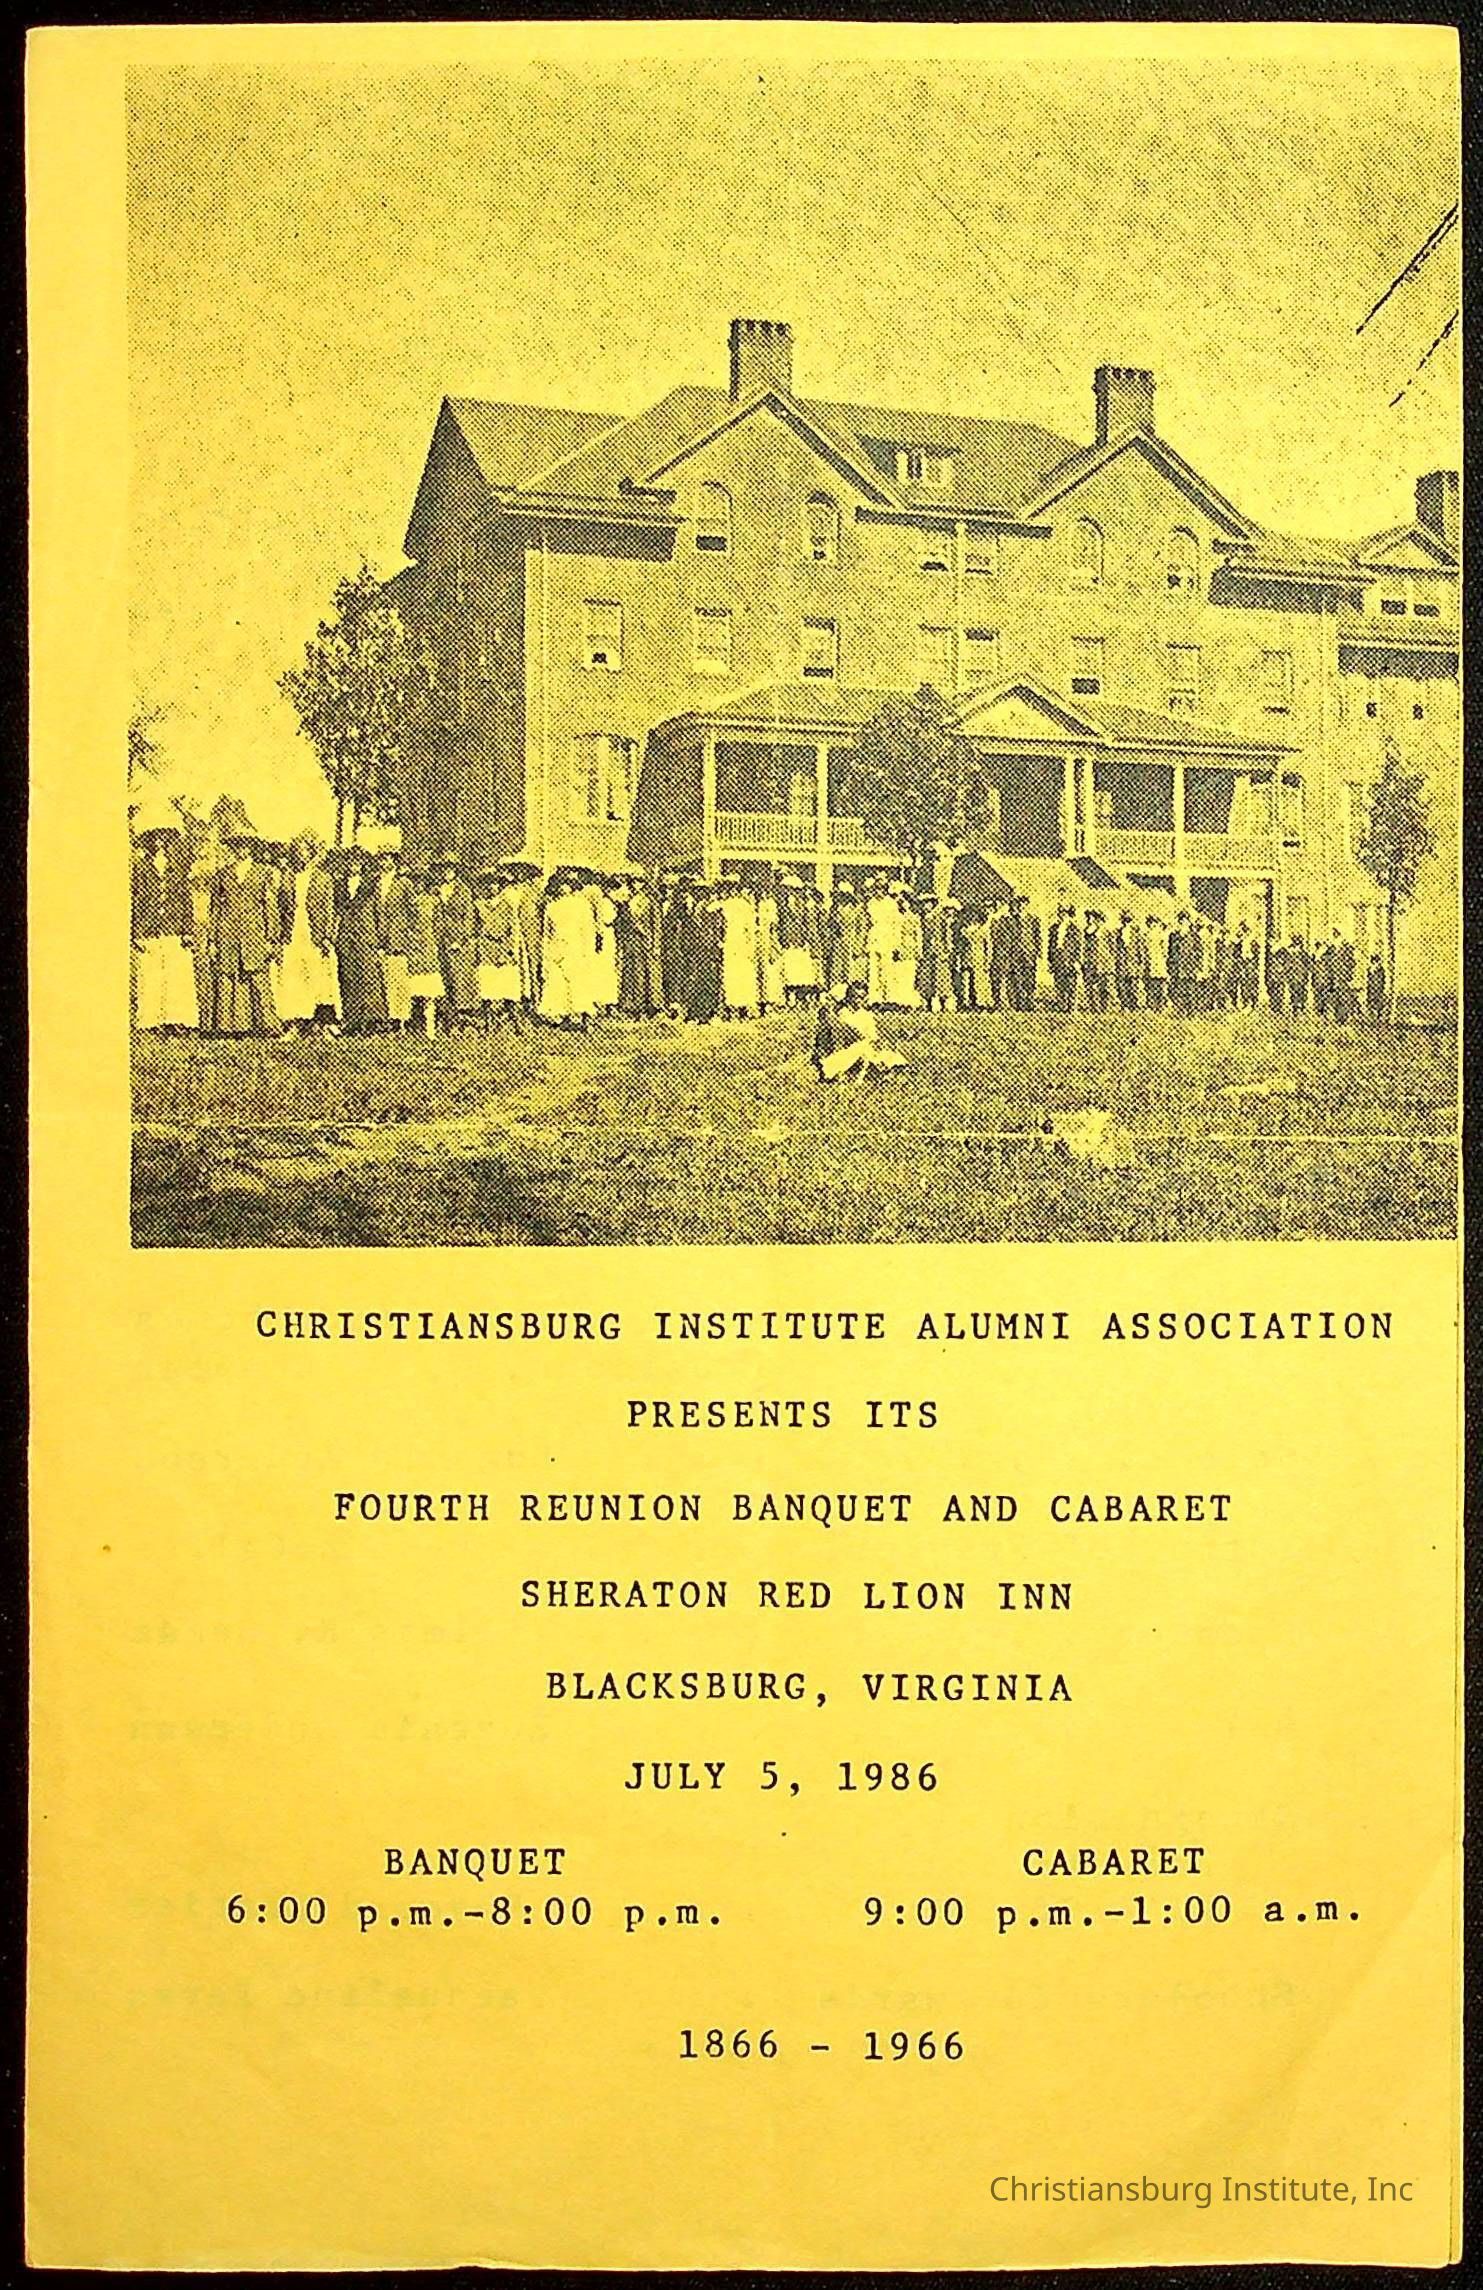 CHRISTIANSBURG INSTITUTE ALUMNI ASSOCIATION
PRESENTS ITS
FOURTH REUNION BANQUET AND CABARET
SHERATON RED LION INN
BLACKSBURG, VIRGINIA
JULY 5, 1986
BANQUET CABARET
6:00 p.m.-8:00 p.m. 9:00 p.m.-1:00 a.m.
1866 - 1966
Christiansburg Institute, Inc